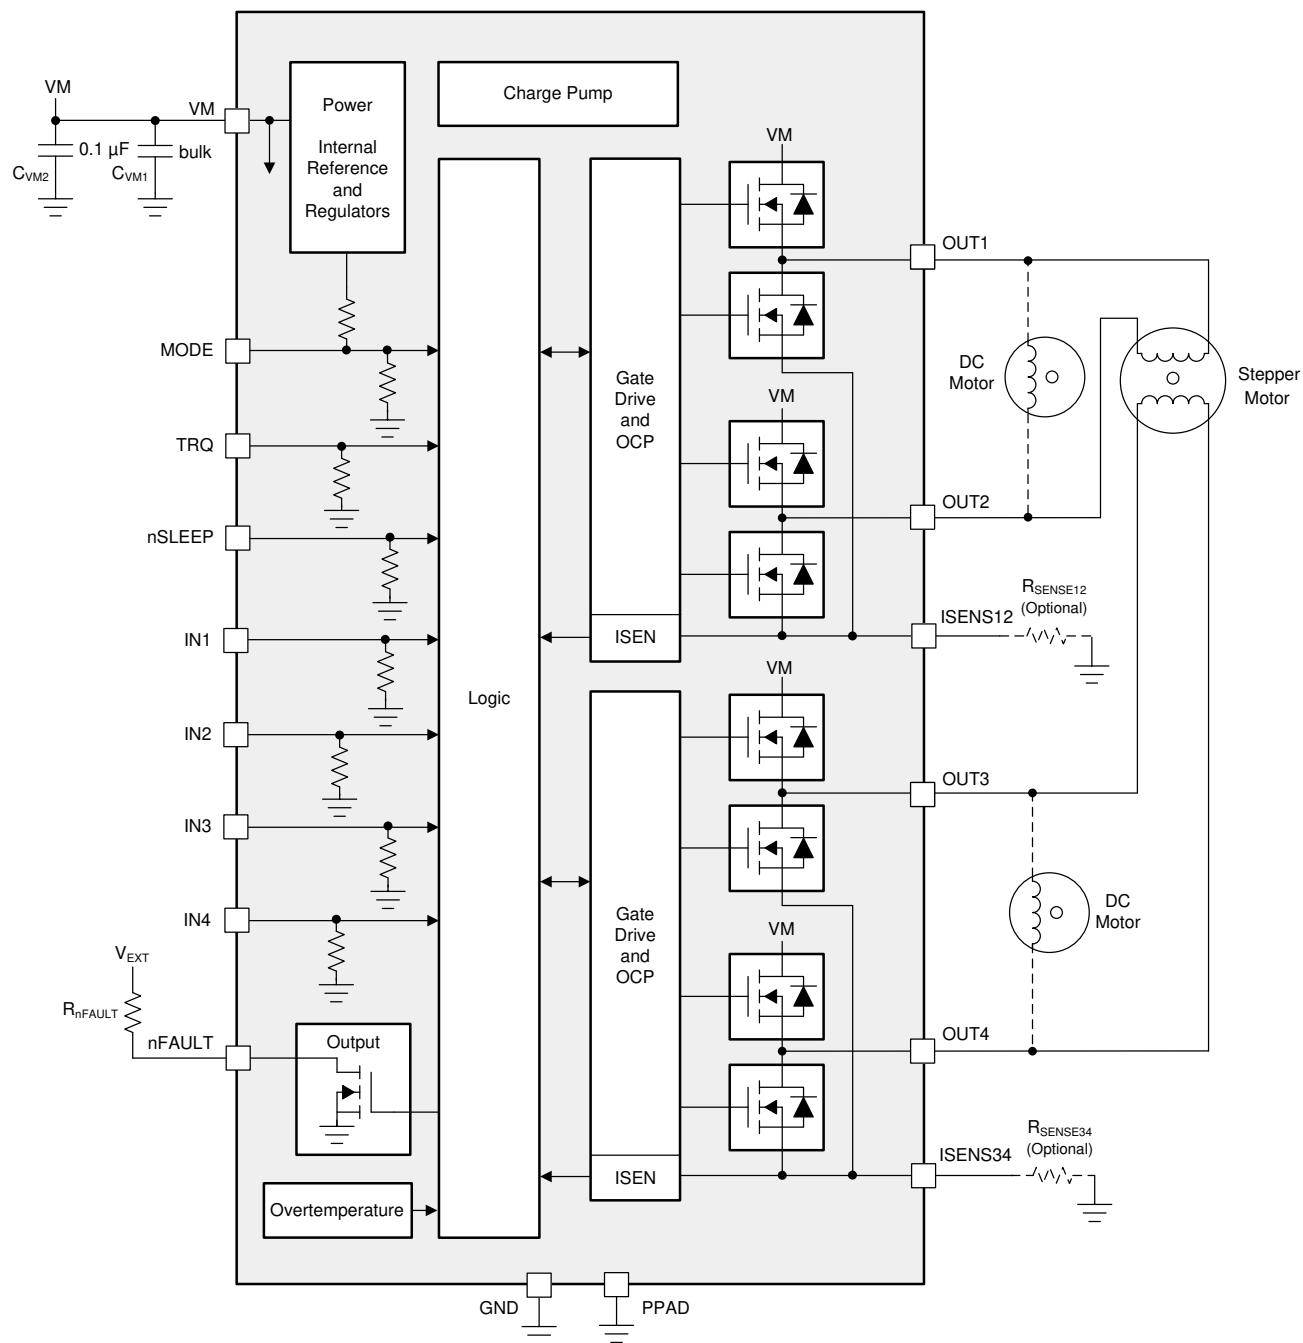 VM
VM
0.1 µF
bulk
CVM2
CVM1
Power
Internal
Reference
and
Regulators
Charge Pump
MODE
TRQ
nSLEEP
IN1
IN2
IN3
IN4
VEXT
RnFAULT
nFAULT
Output
Overtemperature
Logic
Gate
Drive
and
OCP
ISEN
Gate
Drive
and
OCP
ISEN
VM
VM
VM
VM
OUT1
DC
Motor
Stepper
Motor
OUT2
RSENSE12
(Optional)
ISENS12
OUT3
DC
Motor
OUT4
RSENSE34
(Optional)
ISENS34
GND
PPAD